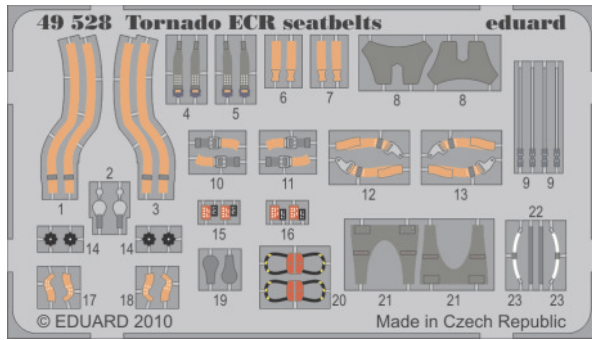 49 528 Tornado ECR seatbelts eduard
4 5 6 7 8 8
1 2 3 10 11 12 13 9 9
14 14 15 16 22
17 18 19 20 21 21 23 23
© EDUARD 2010 Made in Czech Republic